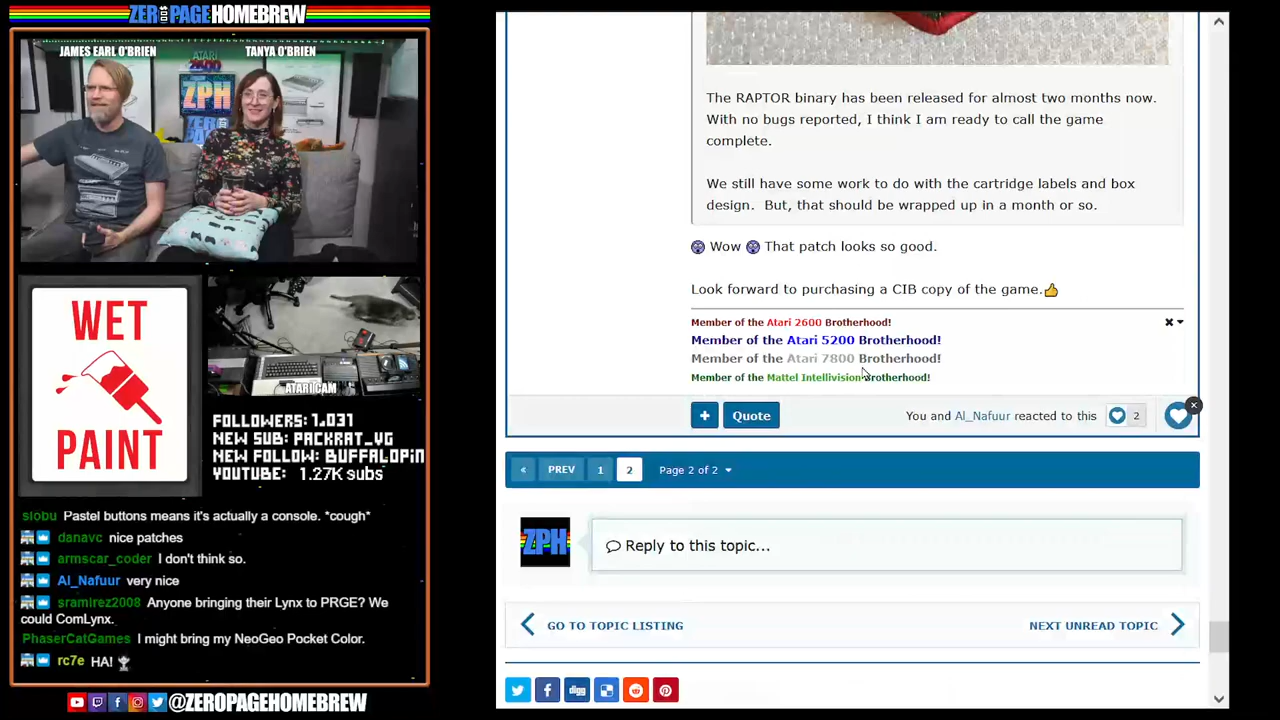 ZEROPAGEHOMEBREW
JAMES EARL O'BRIEN
TANYA O'BRIEN
ATARI
2600
ZPH
WET
PAINT
ATARI CAM
FOLLOWERS: 1,031
NEW SUB: PACKRAT_VG
NEW FOLLOW: BUFFALOPIN
YOUTUBE: 1.27K subs
slobu Pastel buttons means it's actually a console. *cough*
danavc nice patches
armscar_coder I don't think so.
Al_Nafuur very nice
sramirez2008 Anyone bringing their Lynx to PRGE? We
could ComLynx.
PhaserCatGames I might bring my NeoGeo Pocket Color.
rc7e HA!
@ZEROPAGEHOMEBREW
The RAPTOR binary has been released for almost two months now.
With no bugs reported, I think I am ready to call the game
complete.
We still have some work to do with the cartridge labels and box
design.  But, that should be wrapped up in a month or so.
Wow That patch looks so good.
Look forward to purchasing a CIB copy of the game.
Member of the Atari 2600 Brotherhood!
Member of the Atari 5200 Brotherhood!
Member of the Atari 7800 Brotherhood!
Member of the Mattel Intellivision Brotherhood!
+ Quote You and Al_Nafuur reacted to this 2
« PREV 1 2 Page 2 of 2
ZPH
Reply to this topic...
GO TO TOPIC LISTING NEXT UNREAD TOPIC
digg